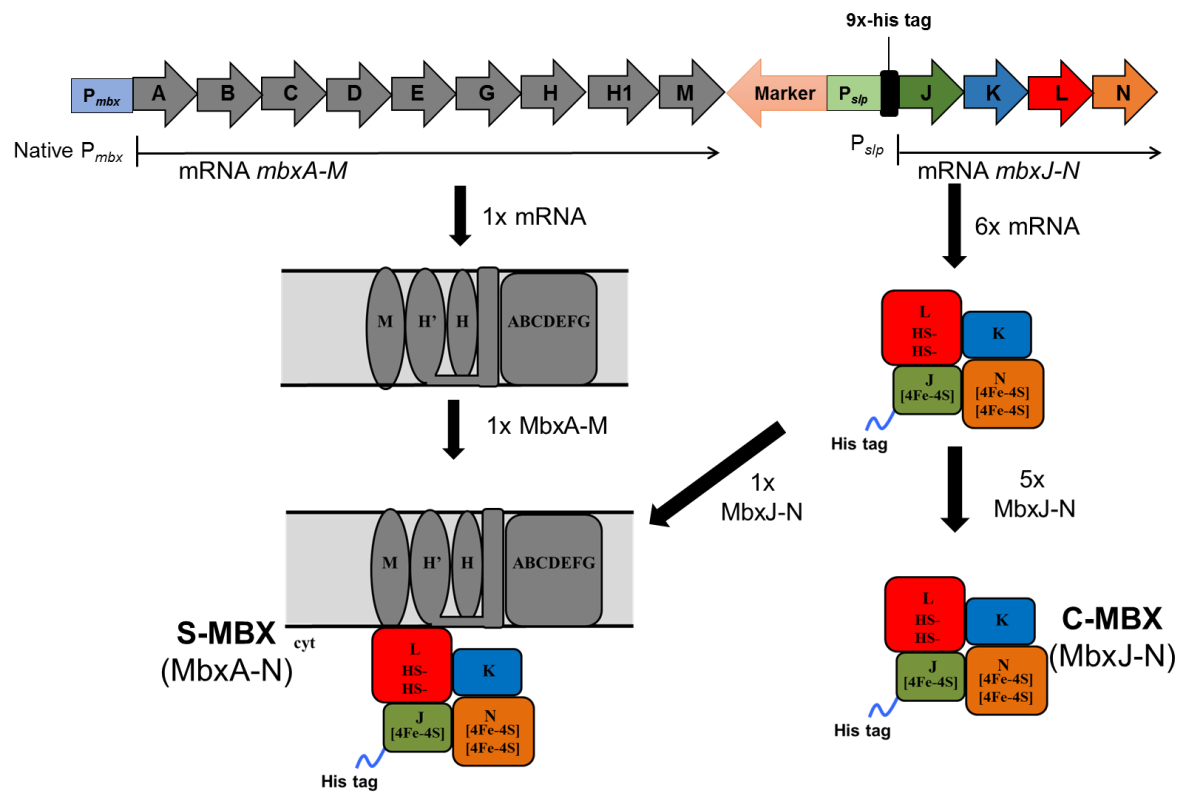 9x-his tag
Pmbx A B C D E G H H1 M Marker Pslp J K L N
Native Pmbx
mRNA mbxA-M
Pslp
mRNA mbxJ-N
1x mRNA
6x mRNA
M H’ H ABCDEFG
L
HS-
HS-
K
J
[4Fe-4S]
N
[4Fe-4S]
[4Fe-4S]
His tag
1x MbxA-M
1x
MbxJ-N
5x
MbxJ-N
M H’ H ABCDEFG
S-MBX
(MbxA-N)
cyt
L
HS-
HS-
K
J
[4Fe-4S]
N
[4Fe-4S]
[4Fe-4S]
His tag
L
HS-
HS-
K
J
[4Fe-4S]
N
[4Fe-4S]
[4Fe-4S]
His tag
C-MBX
(MbxJ-N)